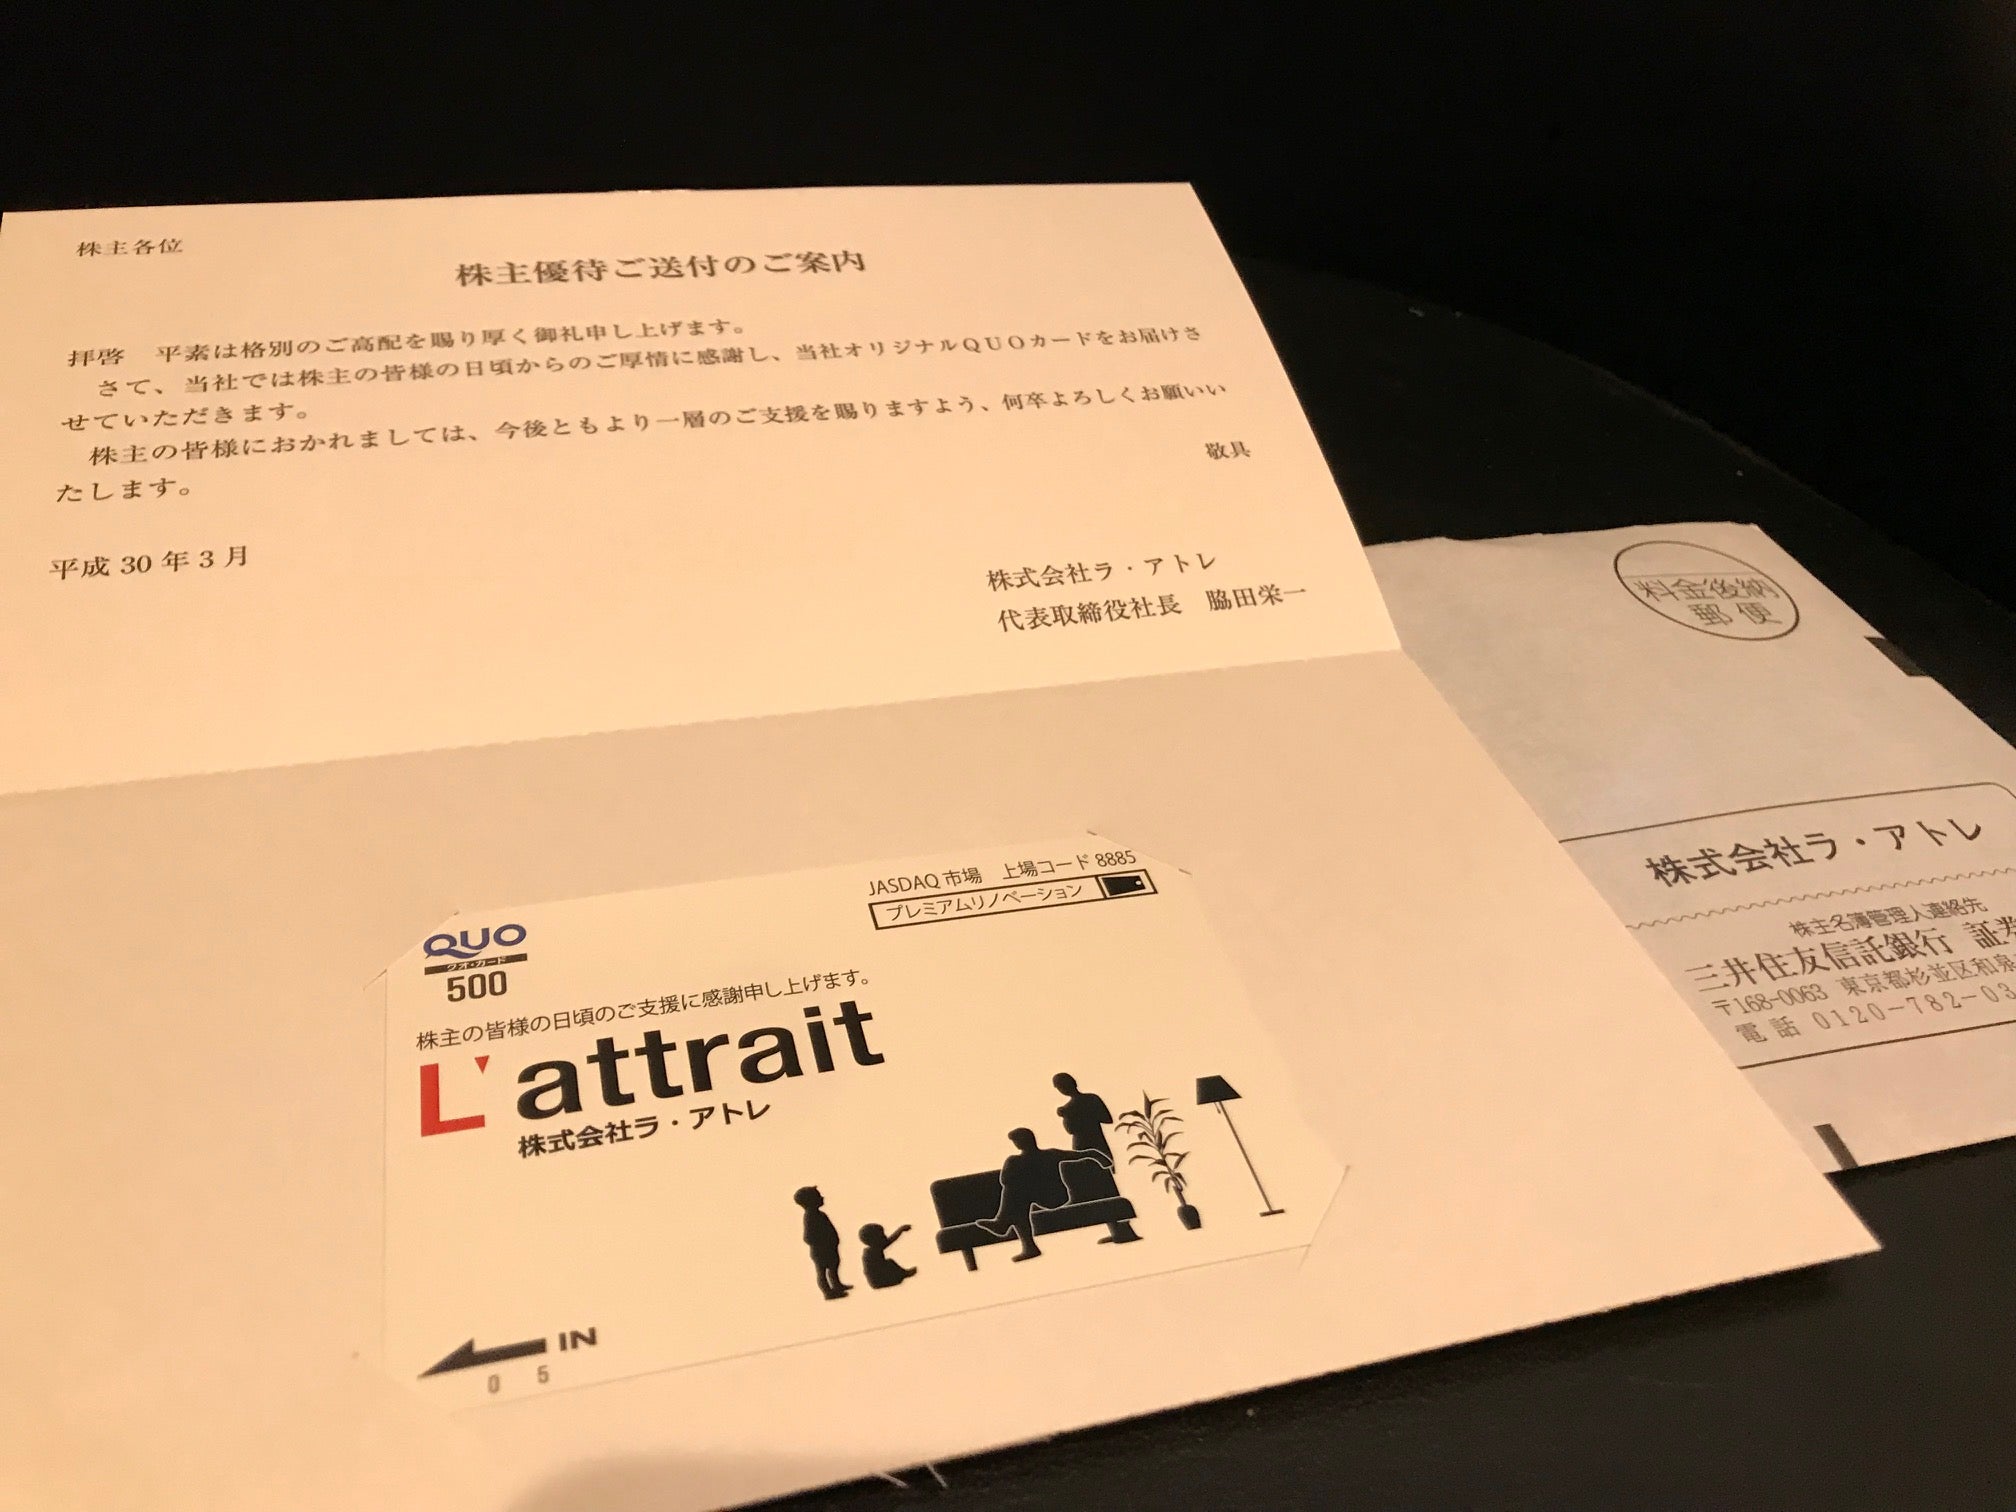 株主各位
株主優待ご送付のご案内
拝啓　平素は格別のご高配を賜り厚く御礼申し上げます。
さて、当社では株主の皆様の日頃からのご厚情に感謝し、当社オリジナルQUOカードをお届けさ
せていただきます。
株主の皆様におかれましては、今後ともより一層のご支援を賜りますよう、何卒よろしくお願いい
たします。
敬具
平成 30 年 3 月
株式会社ラ・アトレ
代表取締役社長　脇田栄一
QUO
クオ・カード
500
JASDAQ 市場　上場コード 8885
プレミアムリノベーション
株主の皆様の日頃のご支援に感謝申し上げます。
L'attrait
株式会社ラ・アトレ
IN
0 5
料金後納
郵便
株式会社ラ・アトレ
株主名簿管理人連絡先
三井住友信託銀行 証券
〒168-0063 東京都杉並区和泉
電話 0120-782-03